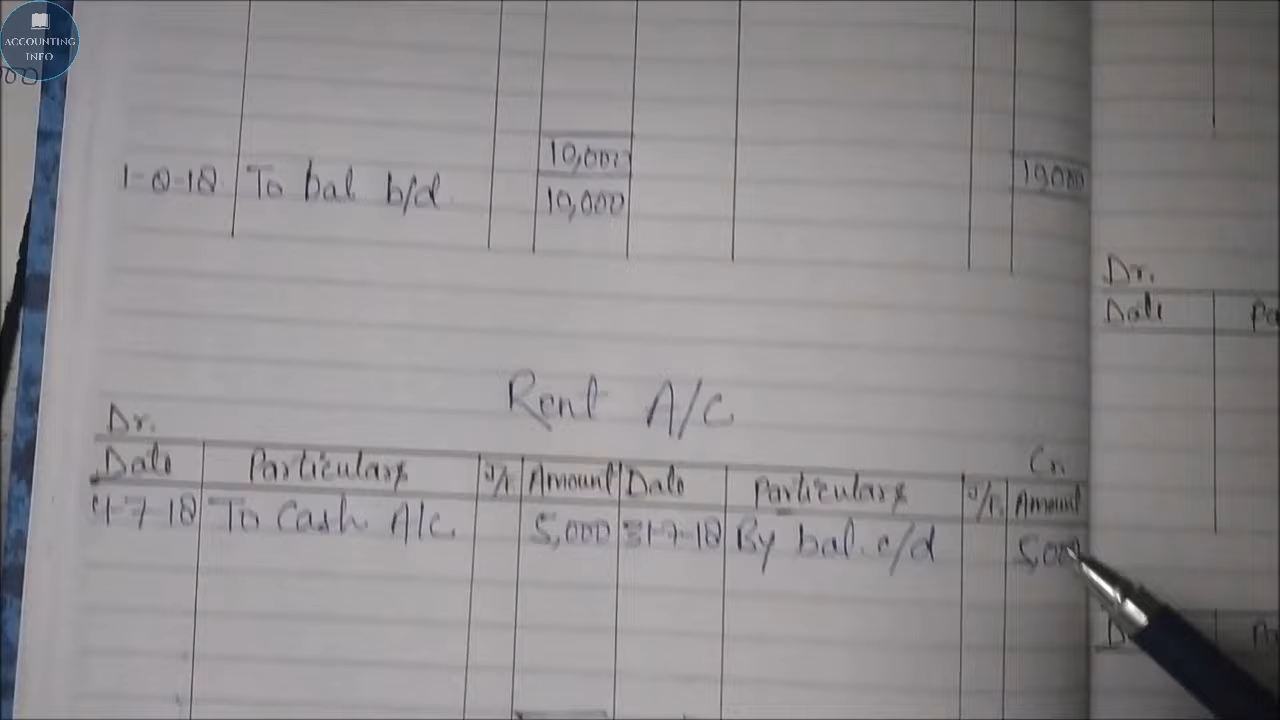 ACCOUNTING
INFO
10,000 10,000
1-8-18 To bal b/d 10,000
Dr.
Date
Rent A/C
Dr. Cr.
Date Particulars J/F Amount Date Particulars J/F Amount
4-7-18 To Cash A/c 5,000 31-7-18 By bal. c/d 5,000